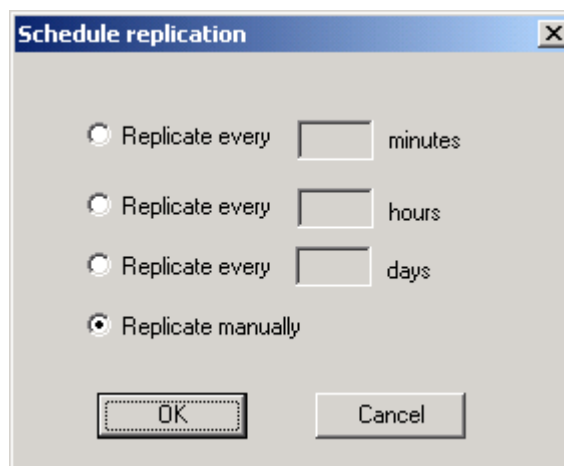 Schedule replication
Replicate every minutes
Replicate every hours
Replicate every days
Replicate manually
OK Cancel